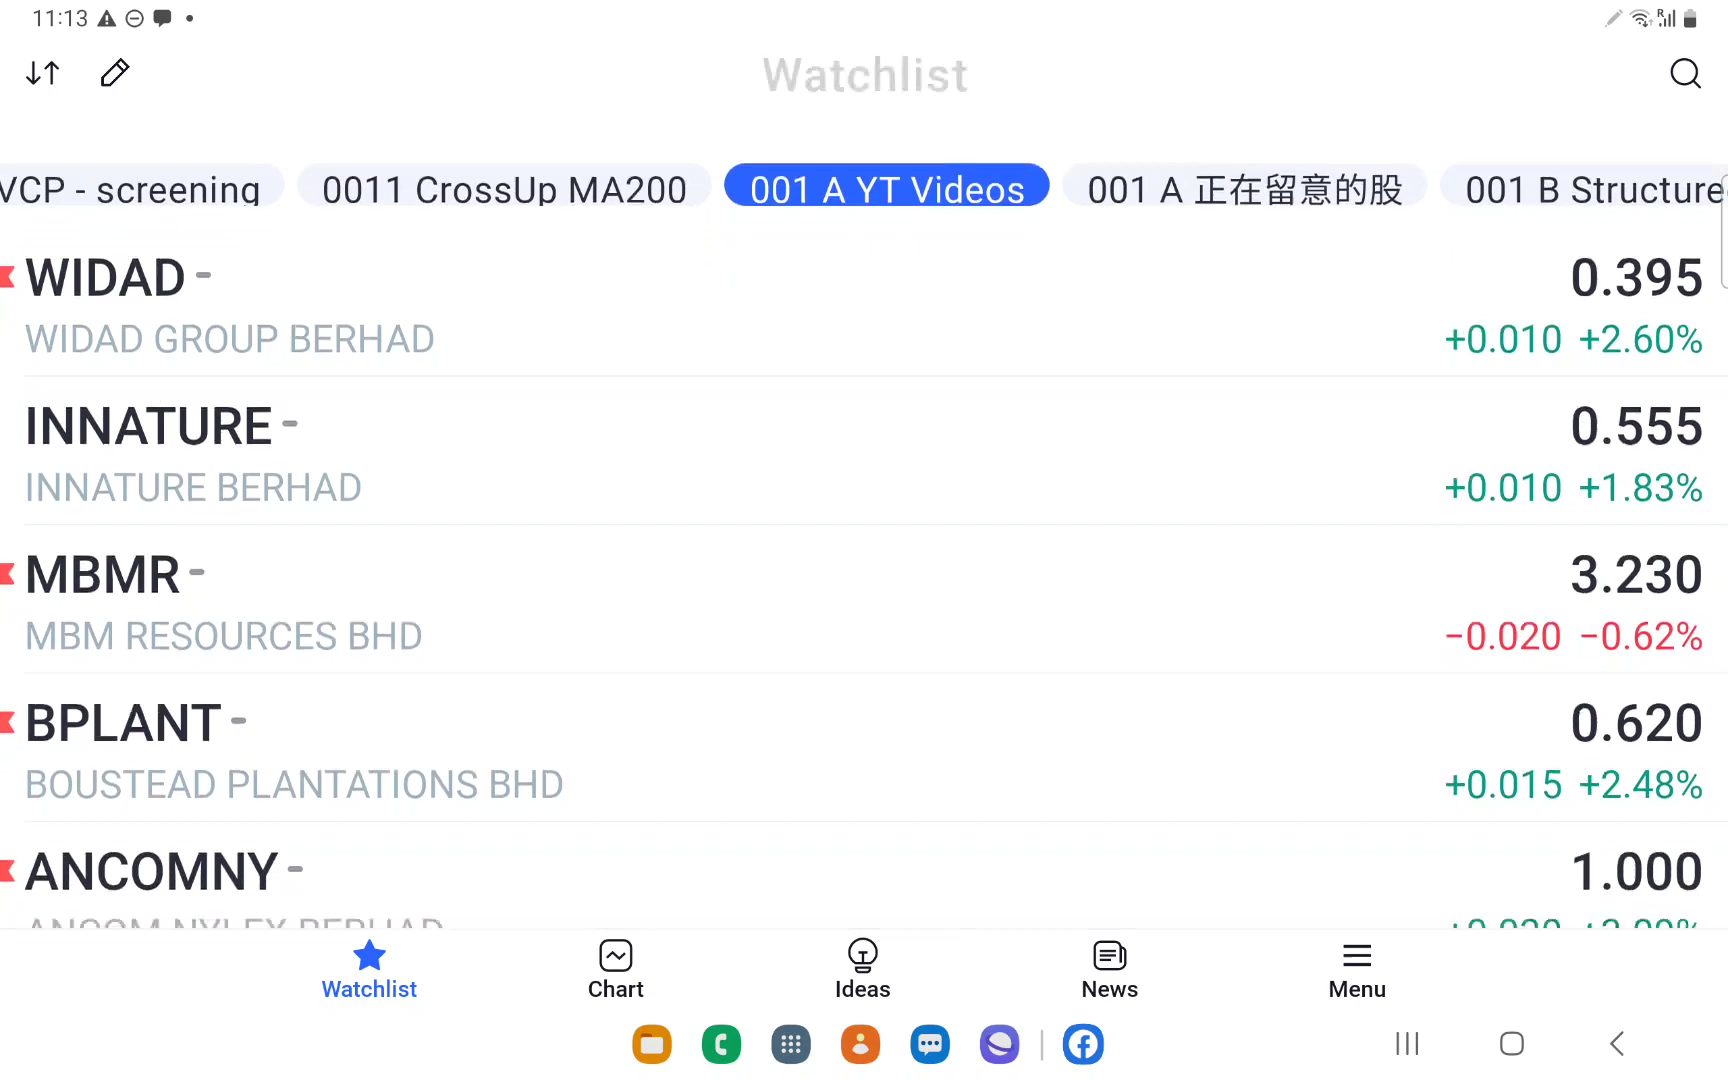 11:13
Watchlist
VCP - screening 0011 CrossUp MA200 001 A YT Videos 001 A 正在留意的股 001 B Structure
WIDAD 0.395
WIDAD GROUP BERHAD +0.010 +2.60%
INNATURE 0.555
INNATURE BERHAD +0.010 +1.83%
MBMR 3.230
MBM RESOURCES BHD −0.020 −0.62%
BPLANT 0.620
BOUSTEAD PLANTATIONS BHD +0.015 +2.48%
ANCOMNY 1.000
ANCOM NYLEX BERHAD
Watchlist Chart Ideas News Menu